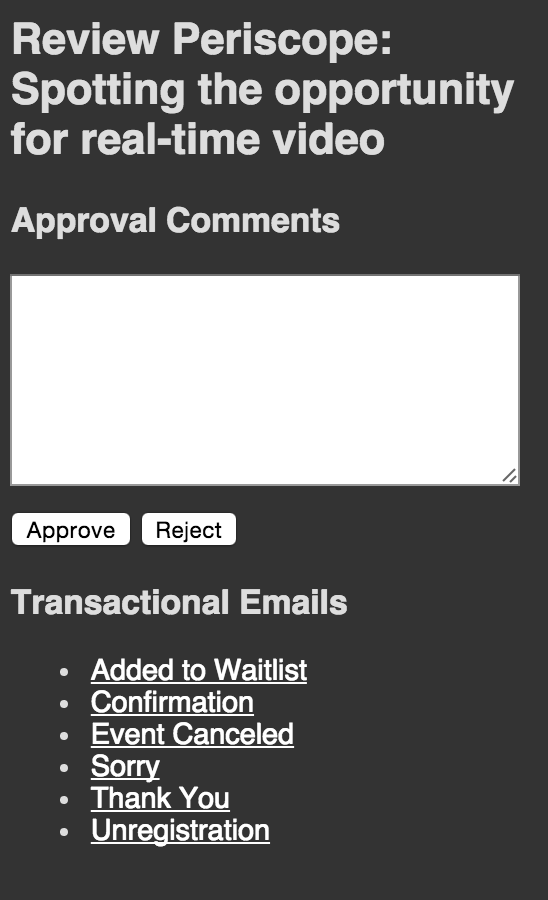 Review Periscope:
Spotting the opportunity
for real-time video
Approval Comments
Approve Reject
Transactional Emails
Added to Waitlist
Confirmation
Event Canceled
Sorry
Thank You
Unregistration